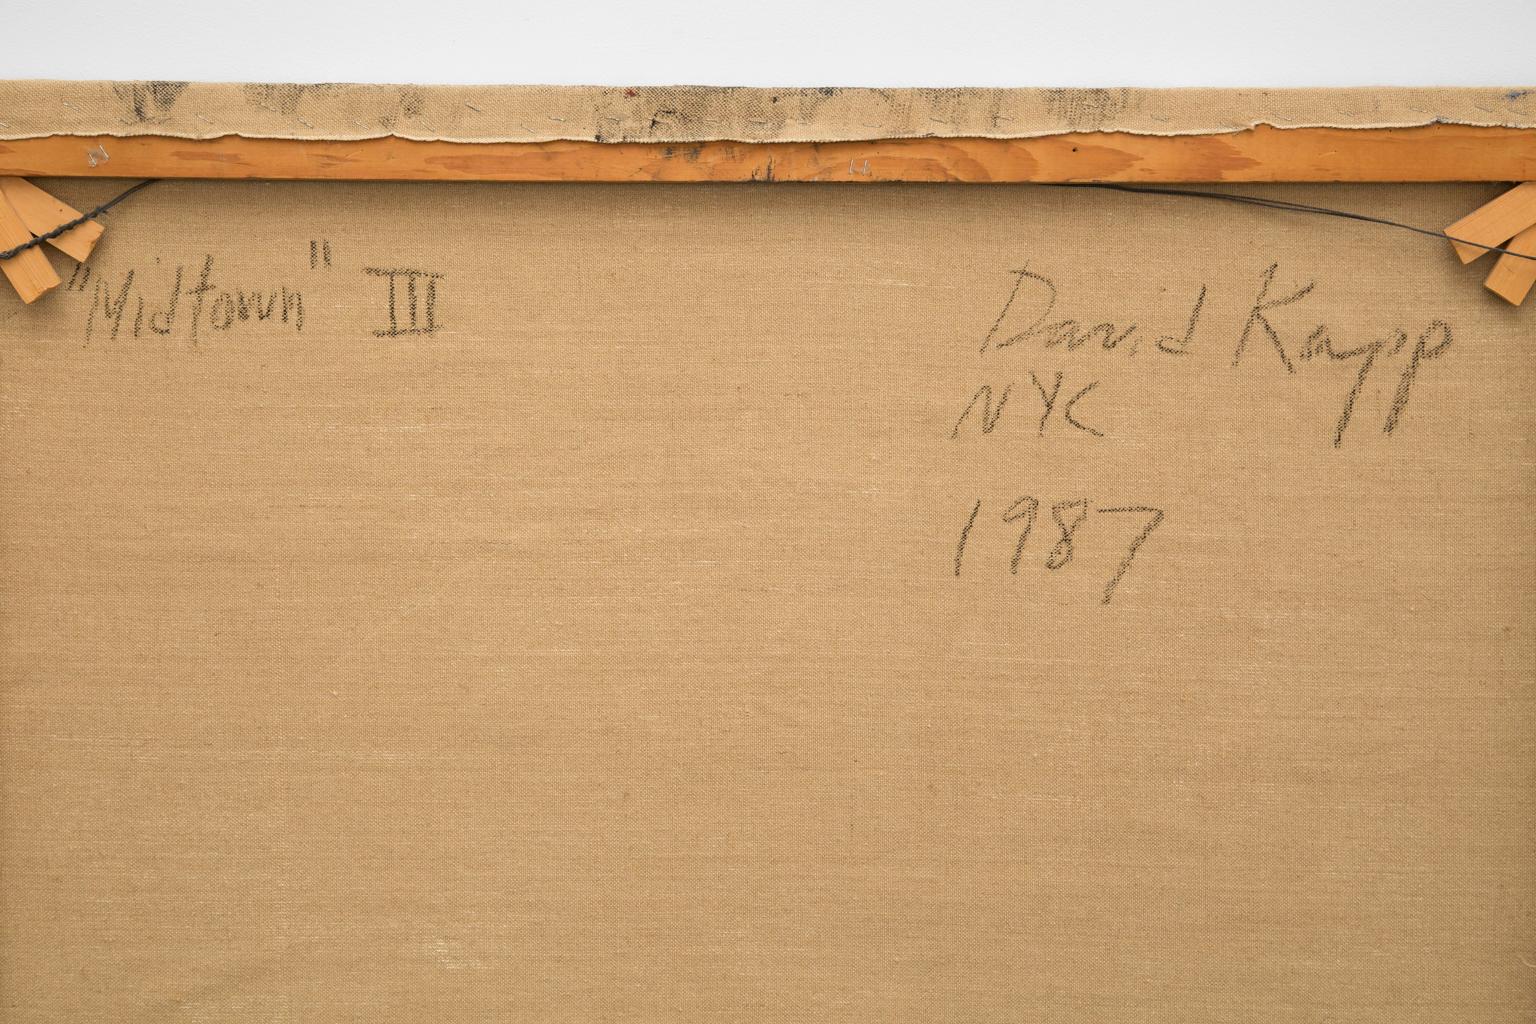 "Midtown" III
David Kapp
NYC
1987